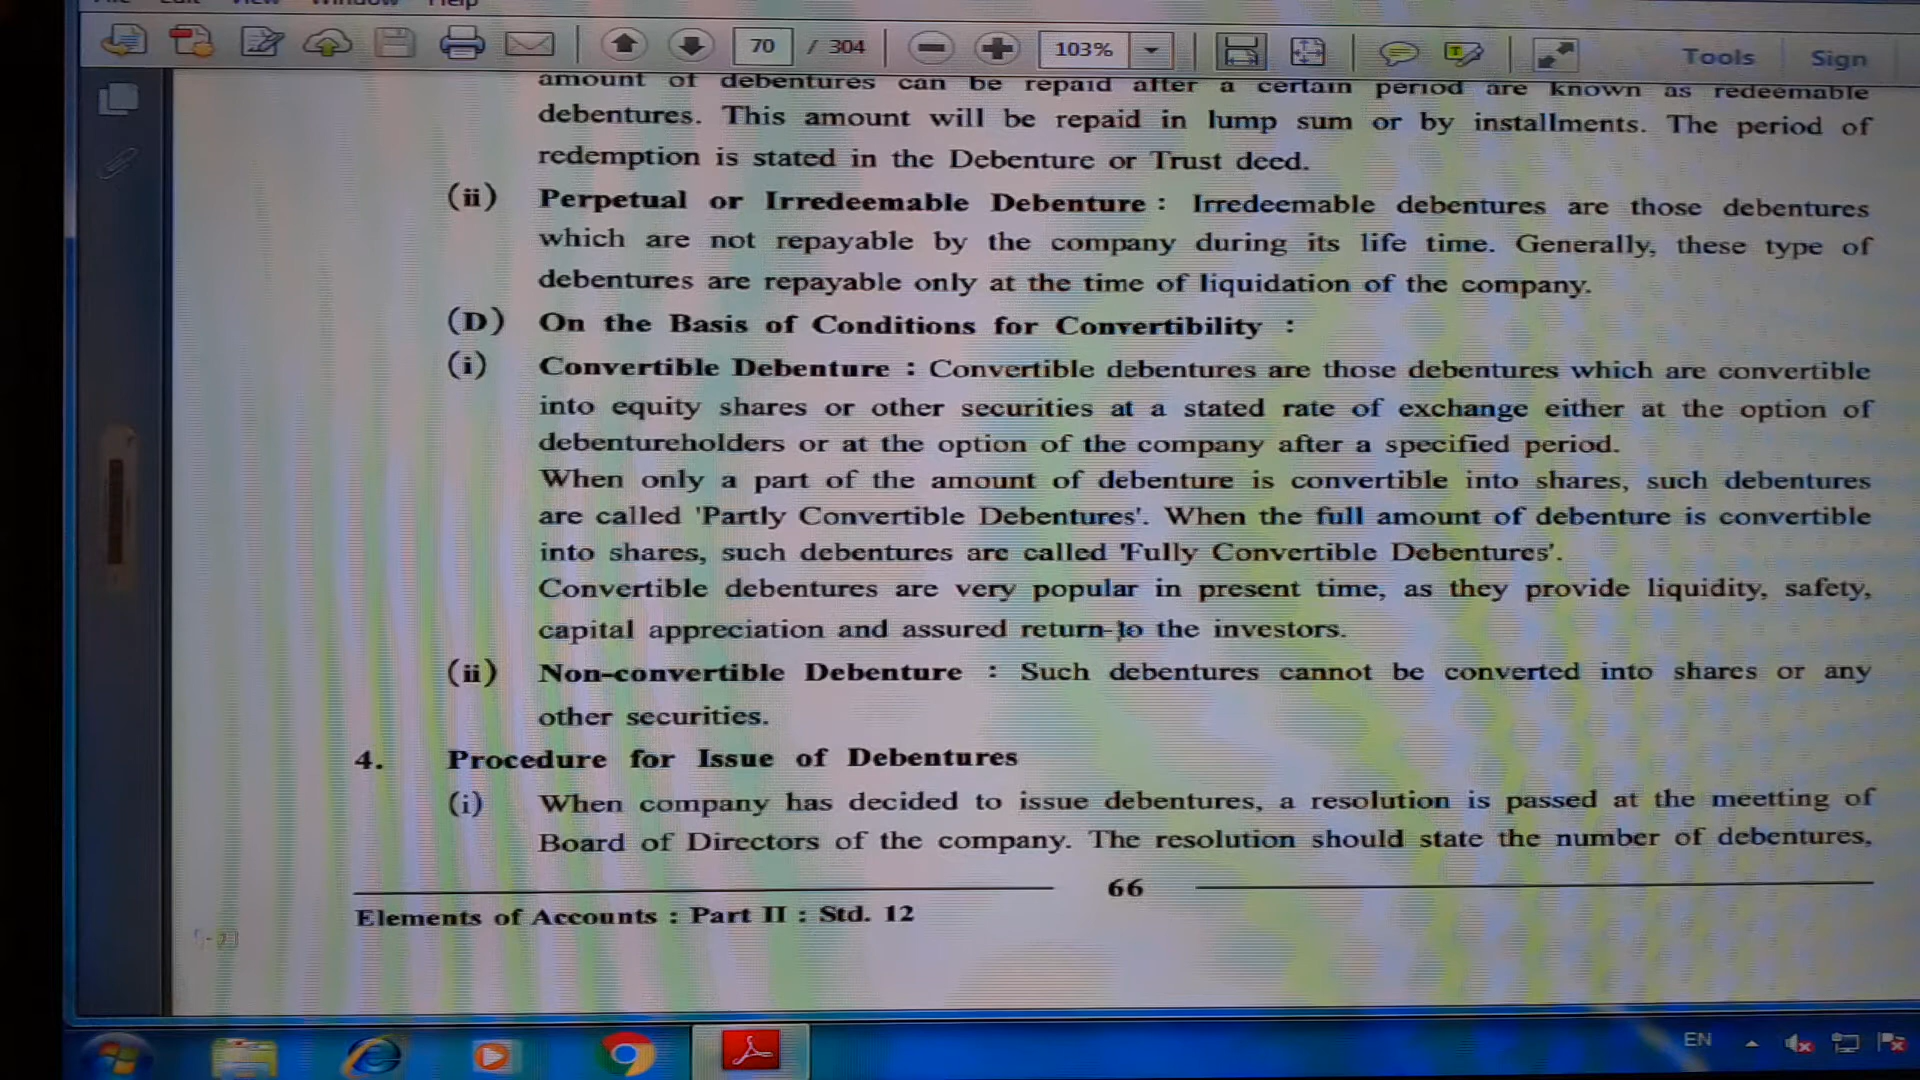 File Edit View Window Help
70 / 304 103% Tools Sign
amount of debentures can be repaid after a certain period are known as redeemable
debentures. This amount will be repaid in lump sum or by installments. The period of
redemption is stated in the Debenture or Trust deed.
(ii) Perpetual or Irredeemable Debenture : Irredeemable debentures are those debentures
which are not repayable by the company during its life time. Generally, these type of
debentures are repayable only at the time of liquidation of the company.
(D) On the Basis of Conditions for Convertibility :
(i) Convertible Debenture : Convertible debentures are those debentures which are convertible
into equity shares or other securities at a stated rate of exchange either at the option of
debentureholders or at the option of the company after a specified period.
When only a part of the amount of debenture is convertible into shares, such debentures
are called 'Partly Convertible Debentures'. When the full amount of debenture is convertible
into shares, such debentures are called 'Fully Convertible Debentures'.
Convertible debentures are very popular in present time, as they provide liquidity, safety,
capital appreciation and assured return to the investors.
(ii) Non-convertible Debenture : Such debentures cannot be converted into shares or any
other securities.
4. Procedure for Issue of Debentures
(i) When company has decided to issue debentures, a resolution is passed at the meetting of
Board of Directors of the company. The resolution should state the number of debentures,
66
Elements of Accounts : Part II : Std. 12
EN